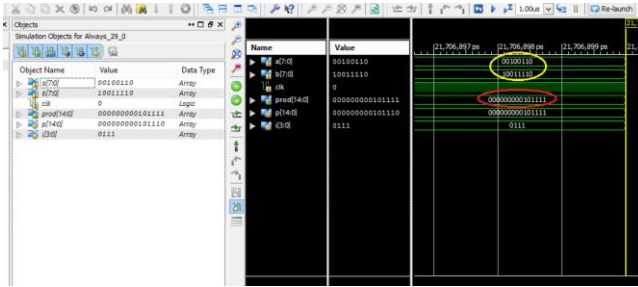 1.00us
Re-launch
Objects
Simulation Objects for Always_29_0
Object Name Value Data Type
a[7:0] 00100110 Array
b[7:0] 10011110 Array
clk 0 Logic
prod[14:0] 000000000101111 Array
p[14:0] 000000000101110 Array
i[3:0] 0111 Array
Name Value
a[7:0] 00100110
b[7:0] 10011110
clk 0
prod[14:0] 000000000101111
p[14:0] 000000000101110
i[3:0] 0111
21,706,897 ps 21,706,898 ps 21,706,899 ps
00100110
10011110
000000000101111
000000000101110
0111